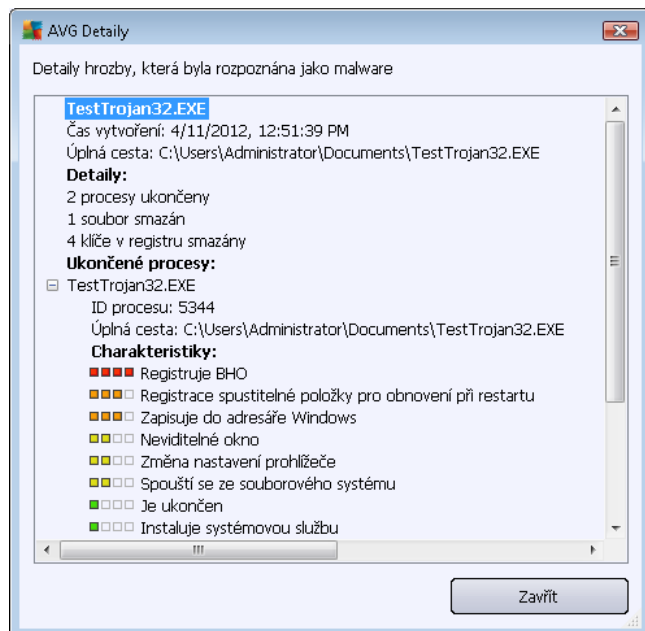 AVG Detaily
Detaily hrozby, která byla rozpoznána jako malware
TestTrojan32.EXE
Čas vytvoření: 4/11/2012, 12:51:39 PM
Úplná cesta: C:\Users\Administrator\Documents\TestTrojan32.EXE
Detaily:
2 procesy ukončeny
1 soubor smazán
4 klíče v registru smazány
Ukončené procesy:
TestTrojan32.EXE
ID procesu: 5344
Úplná cesta: C:\Users\Administrator\Documents\TestTrojan32.EXE
Charakteristiky:
Registruje BHO
Registrace spustitelné položky pro obnovení při restartu
Zapisuje do adresáře Windows
Neviditelné okno
Změna nastavení prohlížeče
Spouští se ze souborového systému
Je ukončen
Instaluje systémovou službu
Zavřít